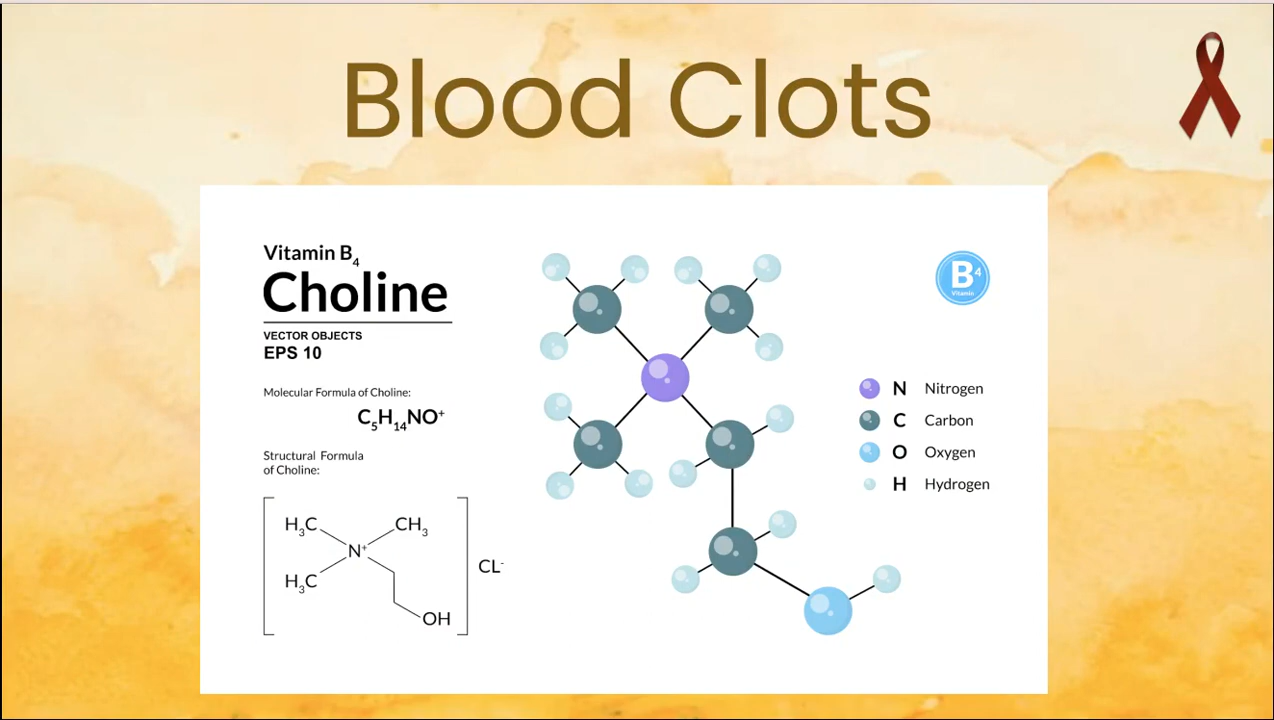 Blood Clots
Vitamin B₄
Choline
VECTOR OBJECTS
EPS 10
Molecular Formula of Choline:
C₅H₁₄NO⁺
Structural Formula
of Choline:
H₃C CH₃
N⁺
H₃C
OH
CL⁻
B⁴
Vitamin
N Nitrogen
C Carbon
O Oxygen
H Hydrogen